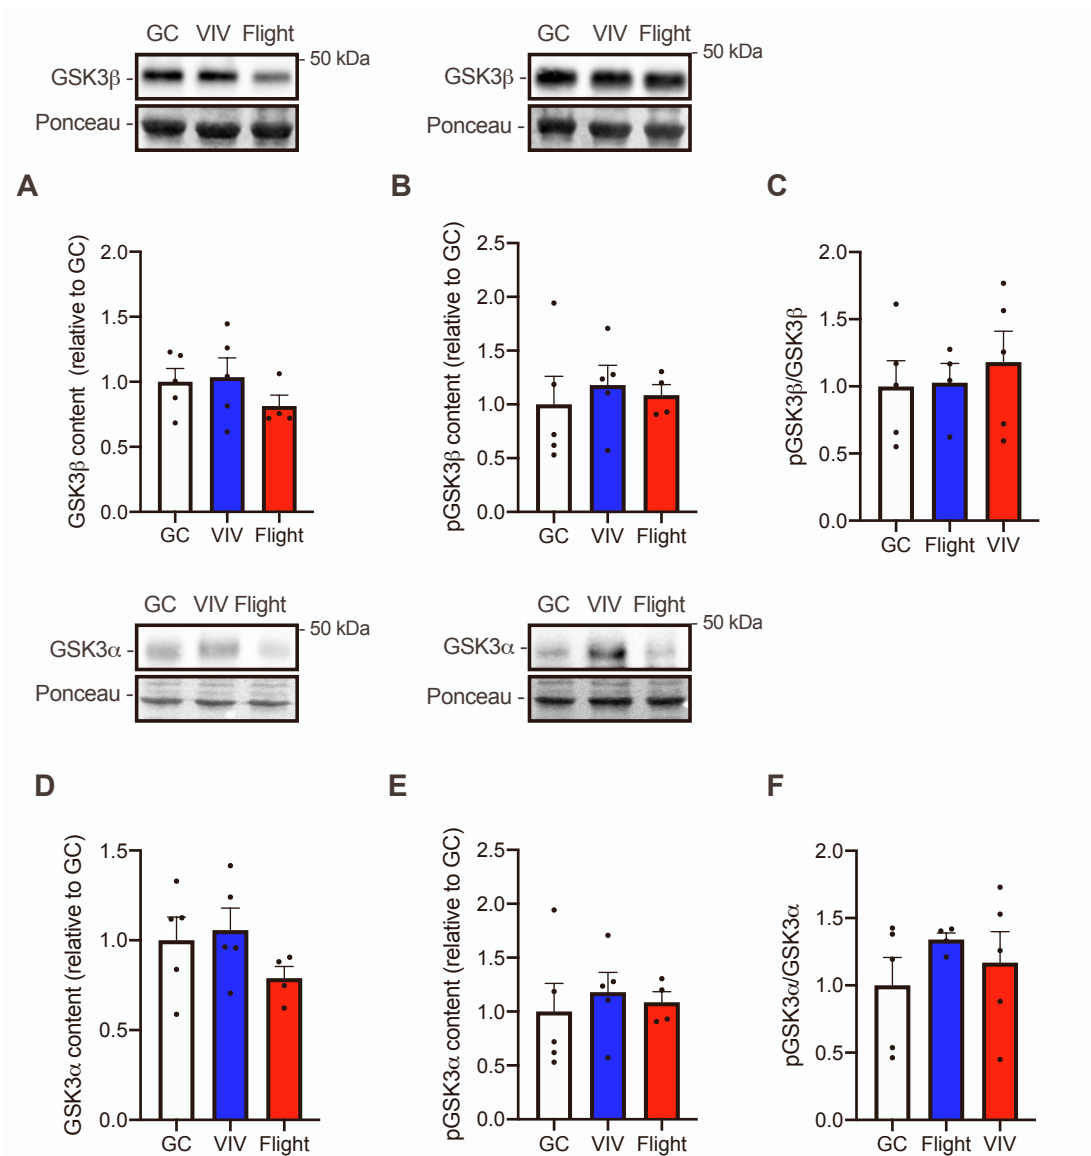 GC VIV Flight
- 50 kDa
GSK3β -
Ponceau -
GC VIV Flight
- 50 kDa
GSK3β -
Ponceau -
A
GSK3β content (relative to GC)
2.0
1.5
1.0
0.5
0.0
GC VIV Flight
B
pGSK3β content (relative to GC)
2.5
2.0
1.5
1.0
0.5
0.0
GC VIV Flight
C
pGSK3β/GSK3β
2.0
1.5
1.0
0.5
0.0
GC Flight VIV
GC VIV Flight
- 50 kDa
GSK3α -
Ponceau -
GC VIV Flight
- 50 kDa
GSK3α -
Ponceau -
D
GSK3α content (relative to GC)
1.5
1.0
0.5
0.0
GC VIV Flight
E
pGSK3α content (relative to GC)
2.5
2.0
1.5
1.0
0.5
0.0
GC VIV Flight
F
pGSK3α/GSK3α
2.0
1.5
1.0
0.5
0.0
GC Flight VIV